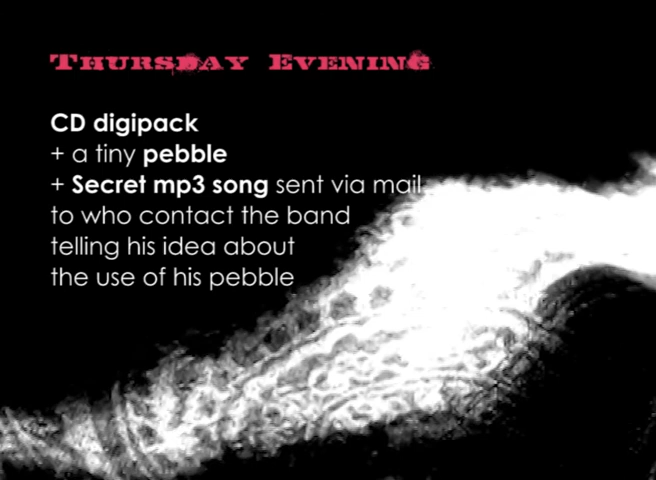 Thursday Evening
CD digipack
+ a tiny pebble
+ Secret mp3 song sent via mail
to who contact the band
telling his idea about
the use of his pebble